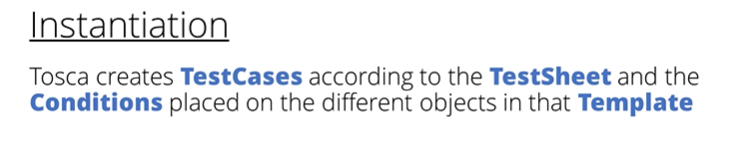 Instantiation
Tosca creates TestCases according to the TestSheet and the
Conditions placed on the different objects in that Template